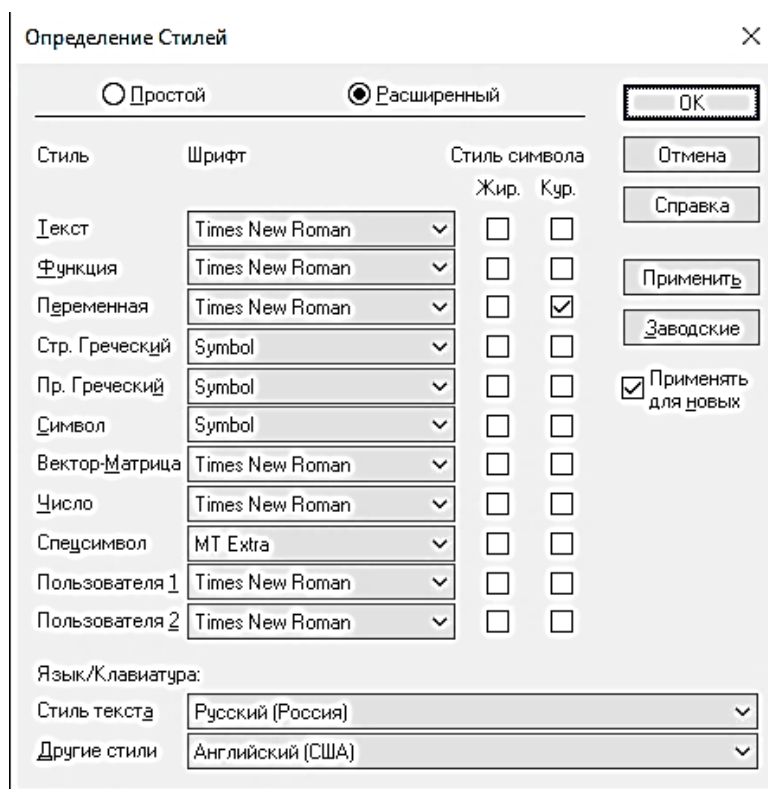 Определение Стилей
Простой Расширенный
OK
Стиль Шрифт Стиль символа
Отмена
Жир. Кур.
Справка
Текст Times New Roman
Функция Times New Roman
Применить
Переменная Times New Roman
Заводские
Стр. Греческий Symbol
Пр. Греческий Symbol
Применять
для новых
Символ Symbol
Вектор-Матрица Times New Roman
Число Times New Roman
Спецсимвол MT Extra
Пользователя 1 Times New Roman
Пользователя 2 Times New Roman
Язык/Клавиатура:
Стиль текста Русский (Россия)
Другие стили Английский (США)